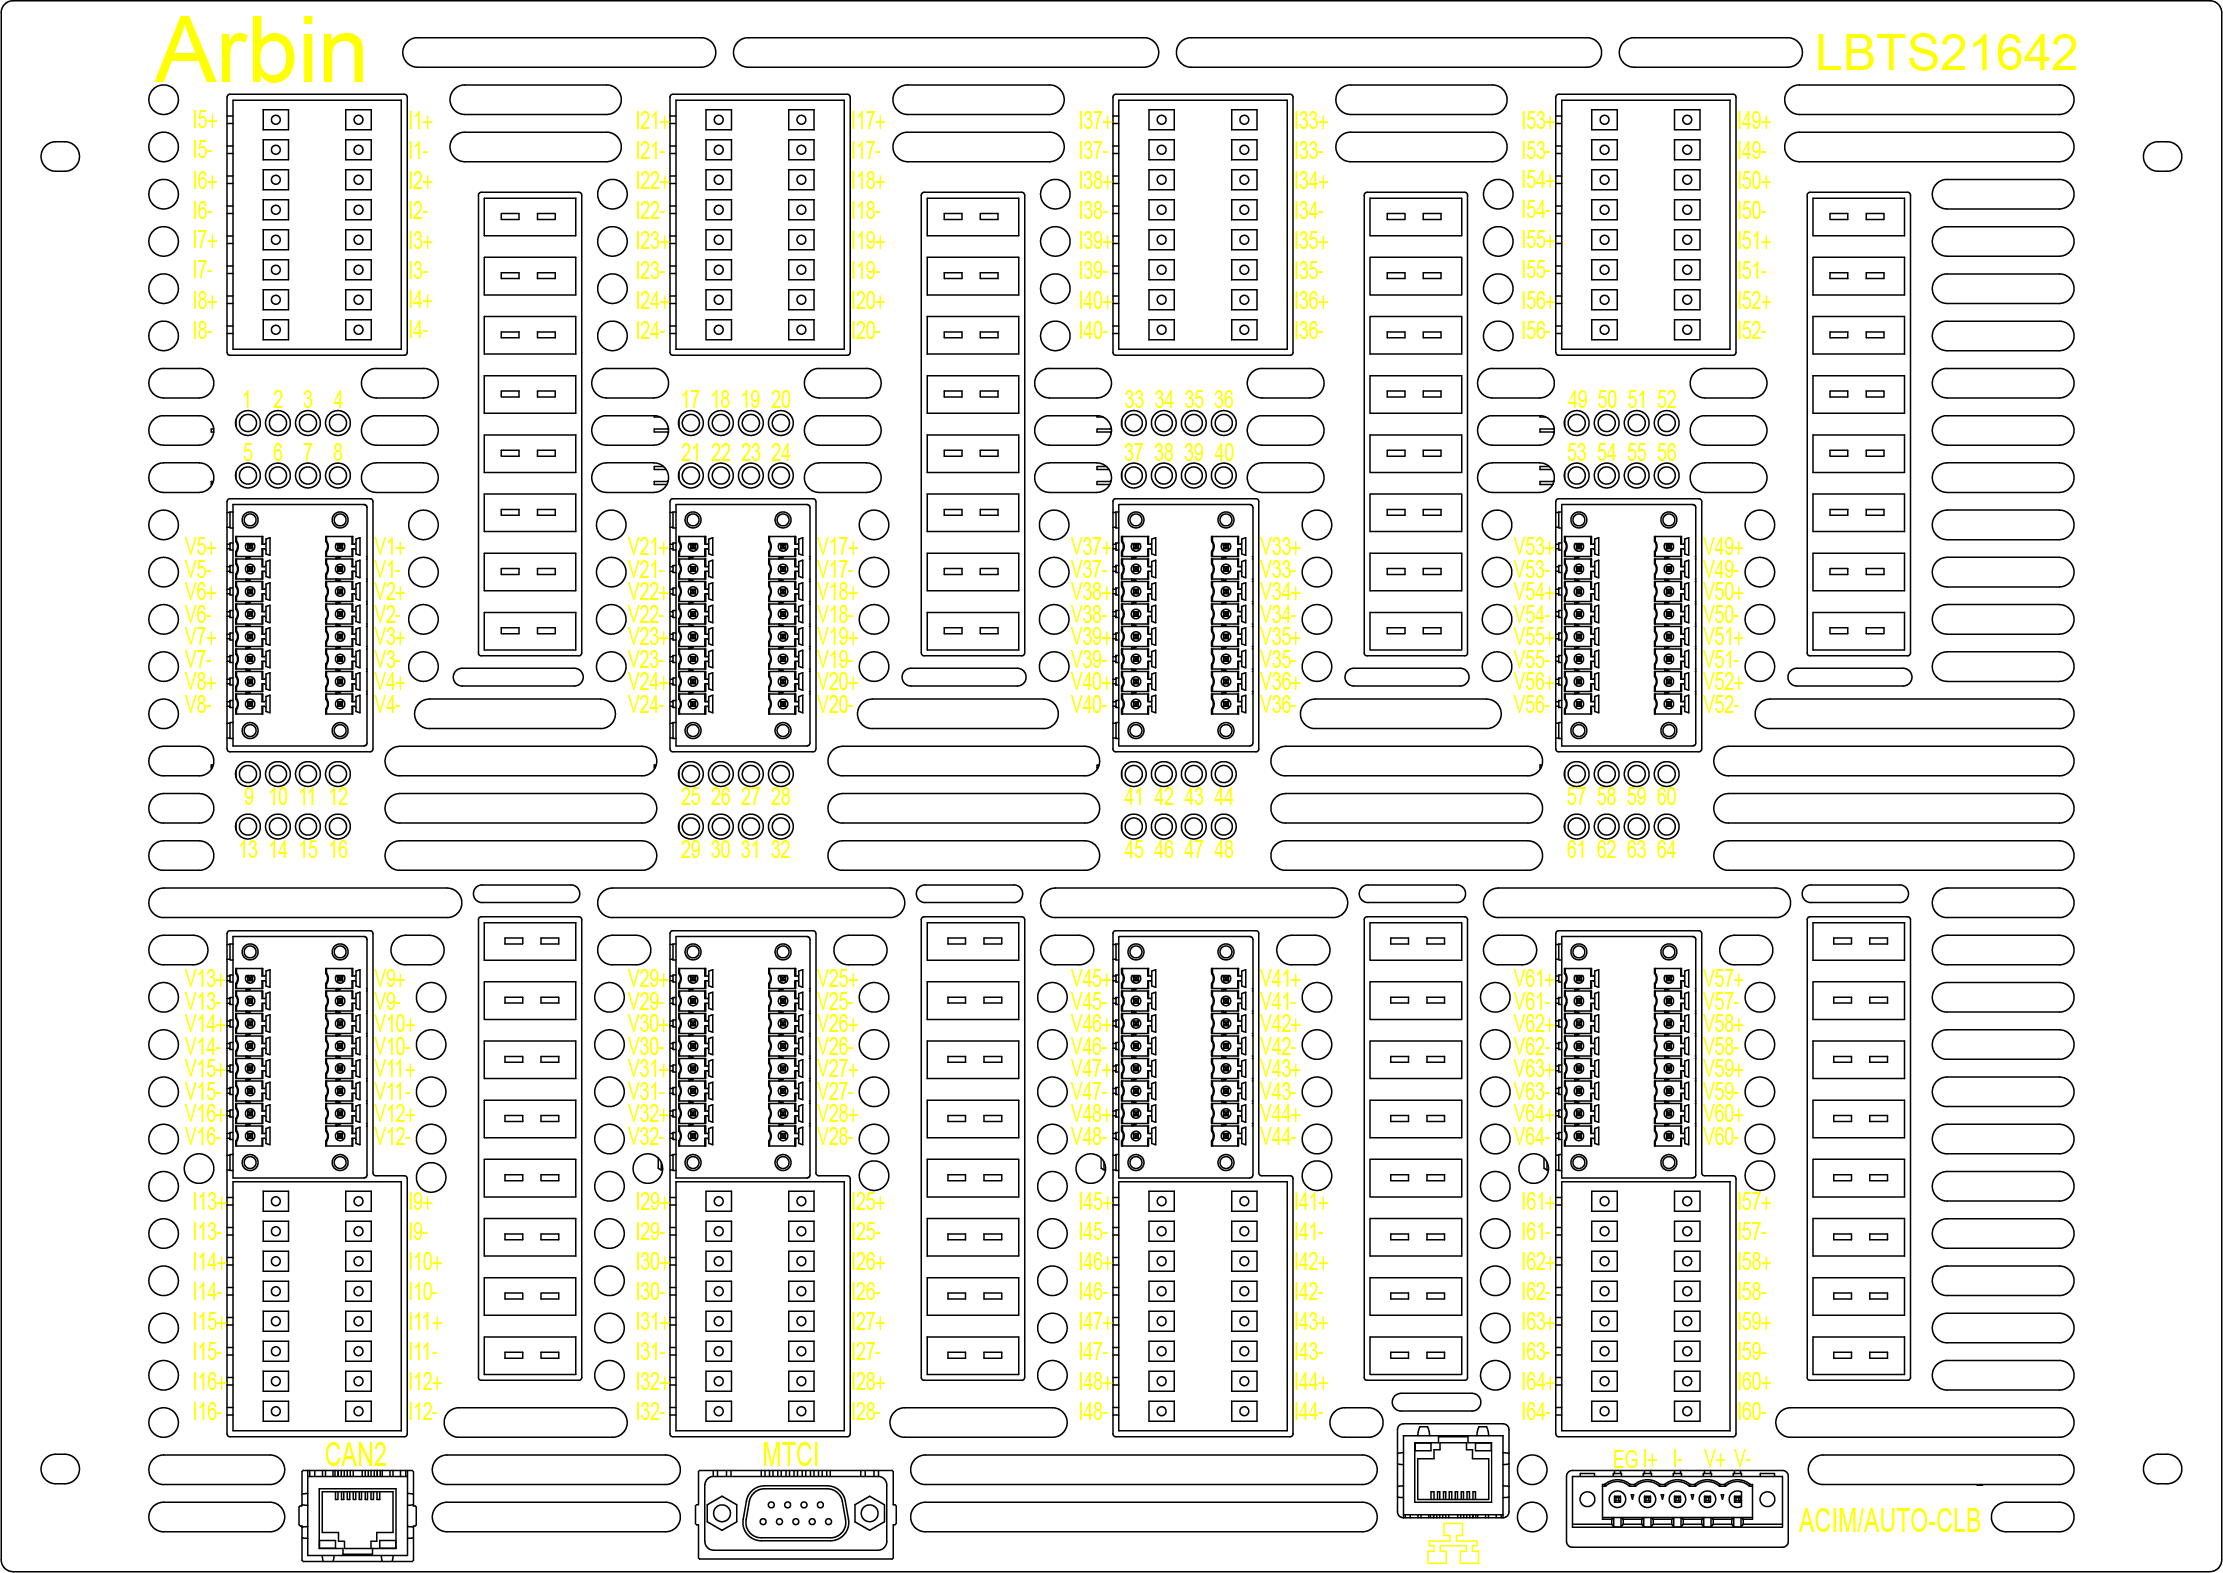 Arbin LBTS21642
I5+ I1+ I21+ I17+ I37+ I33+ I53+ I49+
I5- I1- I21- I17- I37- I33- I53- I49-
I6+ I2+ I22+ I18+ I38+ I34+ I54+ I50+
I6- I2- I22- I18- I38- I34- I54- I50-
I7+ I3+ I23+ I19+ I39+ I35+ I55+ I51+
I7- I3- I23- I19- I39- I35- I55- I51-
I8+ I4+ I24+ I20+ I40+ I36+ I56+ I52+
I8- I4- I24- I20- I40- I36- I56- I52-
1 2 3 4 17 18 19 20 33 34 35 36 49 50 51 52
5 6 7 8 21 22 23 24 37 38 39 40 53 54 55 56
V5+ V1+ V21+ V17+ V37+ V33+ V53+ V49+
V5- V1- V21- V17- V37- V33- V53- V49-
V6+ V2+ V22+ V18+ V38+ V34+ V54+ V50+
V6- V2- V22- V18- V38- V34- V54- V50-
V7+ V3+ V23+ V19+ V39+ V35+ V55+ V51+
V7- V3- V23- V19- V39- V35- V55- V51-
V8+ V4+ V24+ V20+ V40+ V36+ V56+ V52+
V8- V4- V24- V20- V40- V36- V56- V52-
9 10 11 12 25 26 27 28 41 42 43 44 57 58 59 60
13 14 15 16 29 30 31 32 45 46 47 48 61 62 63 64
V13+ V9+ V29+ V25+ V45+ V41+ V61+ V57+
V13- V9- V29- V25- V45- V41- V61- V57-
V14+ V10+ V30+ V26+ V46+ V42+ V62+ V58+
V14- V10- V30- V26- V46- V42- V62- V58-
V15+ V11+ V31+ V27+ V47+ V43+ V63+ V59+
V15- V11- V31- V27- V47- V43- V63- V59-
V16+ V12+ V32+ V28+ V48+ V44+ V64+ V60+
V16- V12- V32- V28- V48- V44- V64- V60-
I13+ I9+ I29+ I25+ I45+ I41+ I61+ I57+
I13- I9- I29- I25- I45- I41- I61- I57-
I14+ I10+ I30+ I26+ I46+ I42+ I62+ I58+
I14- I10- I30- I26- I46- I42- I62- I58-
I15+ I11+ I31+ I27+ I47+ I43+ I63+ I59+
I15- I11- I31- I27- I47- I43- I63- I59-
I16+ I12+ I32+ I28+ I48+ I44+ I64+ I60+
I16- I12- I32- I28- I48- I44- I64- I60-
CAN2 MTCI EG I+ I- V+ V-
ACIM/AUTO-CLB